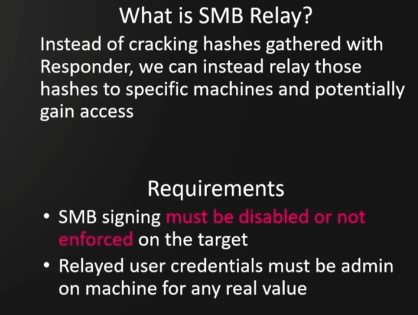 What is SMB Relay?
Instead of cracking hashes gathered with
Responder, we can instead relay those
hashes to specific machines and potentially
gain access
Requirements
• SMB signing must be disabled or not
enforced on the target
• Relayed user credentials must be admin
on machine for any real value